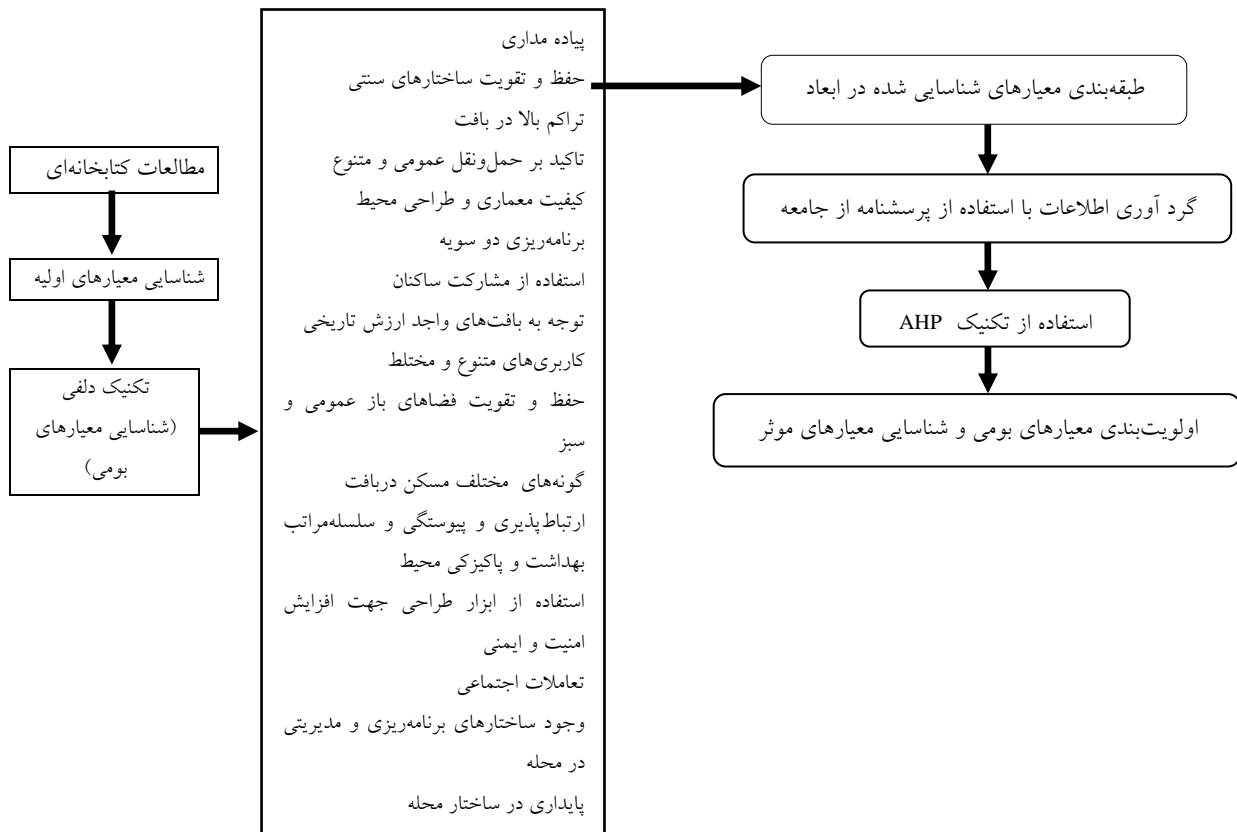 مطالعات کتابخانه‌ای
شناسایی معیارهای اولیه
تکنیک دلفی
(شناسایی معیارهای
بومی)
پیاده مداری
حفظ و تقویت ساختارهای سنتی
تراکم بالا در بافت
تاکید بر حمل‌ونقل عمومی و متنوع
کیفیت معماری و طراحی محیط
برنامه‌ریزی دو سویه
استفاده از مشارکت ساکنان
توجه به بافت‌های واجد ارزش تاریخی
کاربری‌های متنوع و مختلط
حفظ و تقویت فضاهای باز عمومی و
سبز
گونه‌های مختلف مسکن دربافت
ارتباط‌پذیری و پیوستگی و سلسله‌مراتب
بهداشت و پاکیزکی محیط
استفاده از ابزار طراحی جهت افزایش
امنیت و ایمنی
تعاملات اجتماعی
وجود ساختارهای برنامه‌ریزی و مدیریتی
در محله
پایداری در ساختار محله
طبقه‌بندی معیارهای شناسایی شده در ابعاد
گرد آوری اطلاعات با استفاده از پرسشنامه از جامعه
استفاده از تکنیک AHP
اولویت‌بندی معیارهای بومی و شناسایی معیارهای موثر